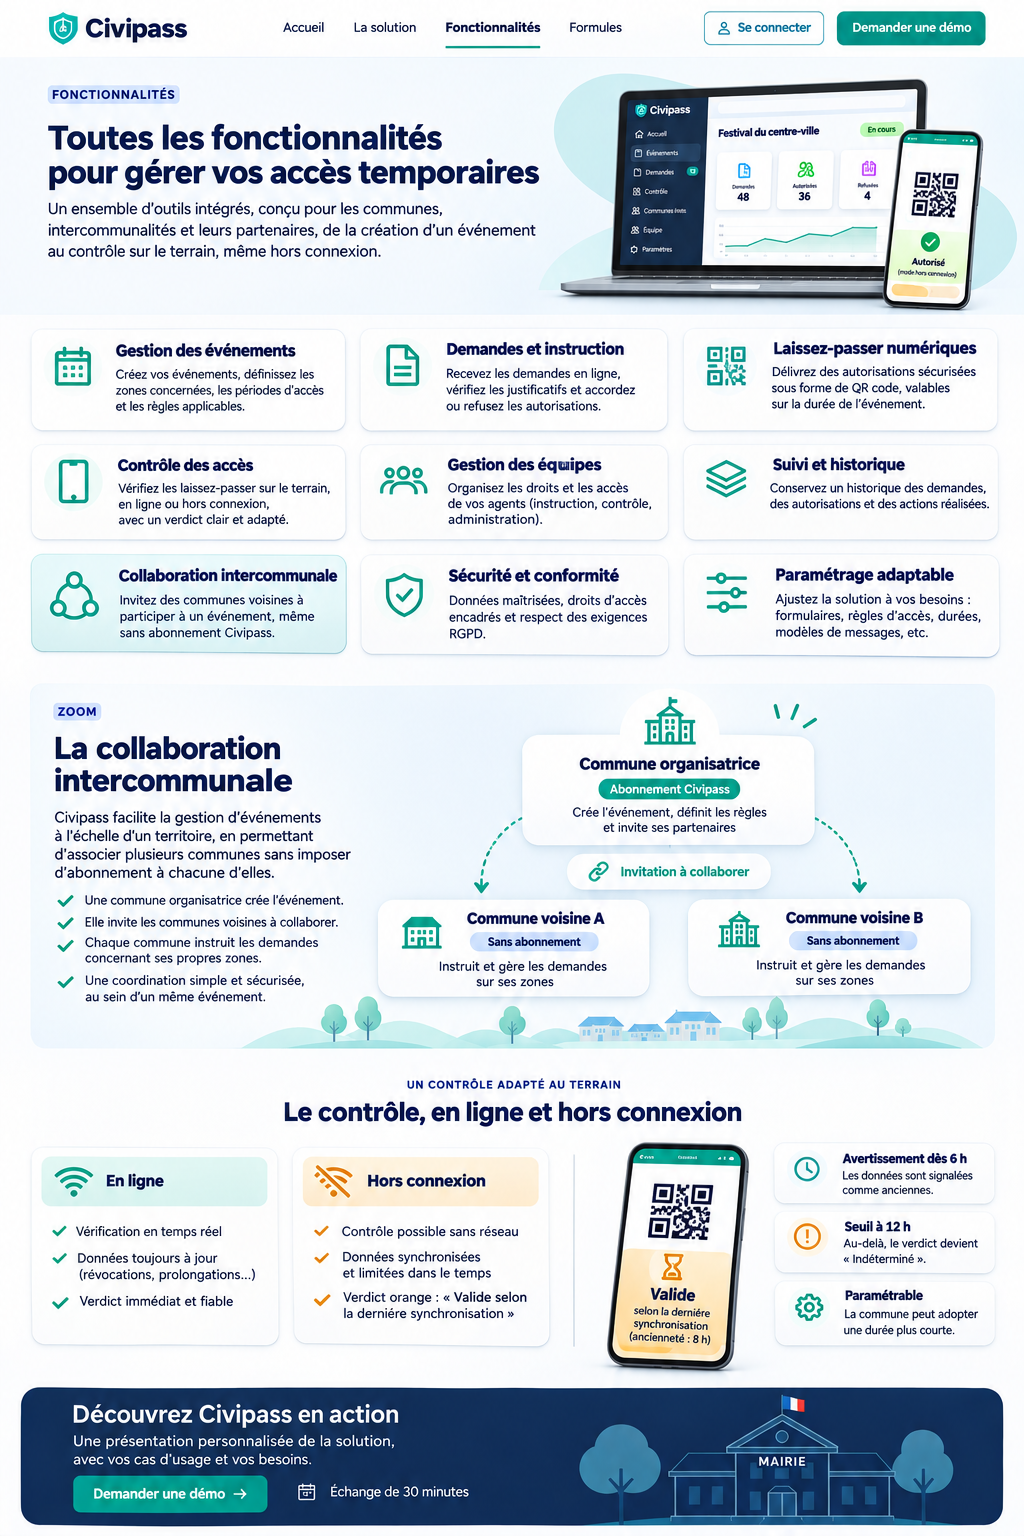 Civipass
Accueil
La solution
Fonctionnalités
Formules
Se connecter
Demander une démo
FONCTIONNALITÉS
Toutes les fonctionnalités
pour gérer vos accès temporaires
Un ensemble d'outils intégrés, conçu pour les communes,
intercommunalités et leurs partenaires, de la création d'un événement
au contrôle sur le terrain, même hors connexion.
Civipass
Accueil
Événements
Demandes
Contrôle
Communes
Équipe
Paramètres
Festival du centre-ville
En cours
Demandes
48
Autorisées
36
Refusées
4
Autorisé
(mode hors connexion)
Gestion des événements
Créez vos événements, définissez les
zones concernées, les périodes d'accès
et les règles applicables.
Demandes et instruction
Recevez les demandes en ligne,
vérifiez les justificatifs et accordez
ou refusez les autorisations.
Laissez-passer numériques
Délivrez des autorisations sécurisées
sous forme de QR code, valables
sur la durée de l'événement.
Contrôle des accès
Vérifiez les laissez-passer sur le terrain,
en ligne ou hors connexion,
avec un verdict clair et adapté.
Gestion des équipes
Organisez les droits et les accès
de vos agents (instruction, contrôle,
administration).
Suivi et historique
Conservez un historique des demandes,
des autorisations et des actions réalisées.
Collaboration intercommunale
Invitez des communes voisines à
participer à un événement, même
sans abonnement Civipass.
Sécurité et conformité
Données maîtrisées, droits d'accès
encadrés et respect des exigences
RGPD.
Paramétrage adaptable
Ajustez la solution à vos besoins :
formulaires, règles d'accès, durées,
modèles de messages, etc.
ZOOM
La collaboration
intercommunale
Civipass facilite la gestion d'événements
à l'échelle d'un territoire, en permettant
d'associer plusieurs communes sans imposer
d'abonnement à chacune d'elles.
Une commune organisatrice crée l'événement.
Elle invite les communes voisines à collaborer.
Chaque commune instruit les demandes
concernant ses propres zones.
Une coordination simple et sécurisée,
au sein d'un même événement.
Commune organisatrice
Abonnement Civipass
Crée l'événement, définit les règles
et invite ses partenaires
Invitation à collaborer
Commune voisine A
Sans abonnement
Instruit et gère les demandes
sur ses zones
Commune voisine B
Sans abonnement
Instruit et gère les demandes
sur ses zones
UN CONTRÔLE ADAPTÉ AU TERRAIN
Le contrôle, en ligne et hors connexion
En ligne
Vérification en temps réel
Données toujours à jour
(révocations, prolongations...)
Verdict immédiat et fiable
Hors connexion
Contrôle possible sans réseau
Données synchronisées
et limitées dans le temps
Verdict orange : « Valide selon
la dernière synchronisation »
Valide
selon la dernière
synchronisation
(ancienneté : 8 h)
Avertissement dès 6 h
Les données sont signalées
comme anciennes.
Seuil à 12 h
Au-delà, le verdict devient
« Indéterminé ».
Paramétrable
La commune peut adopter
une durée plus courte.
Découvrez Civipass en action
Une présentation personnalisée de la solution,
avec vos cas d'usage et vos besoins.
Demander une démo →
Échange de 30 minutes
MAIRIE